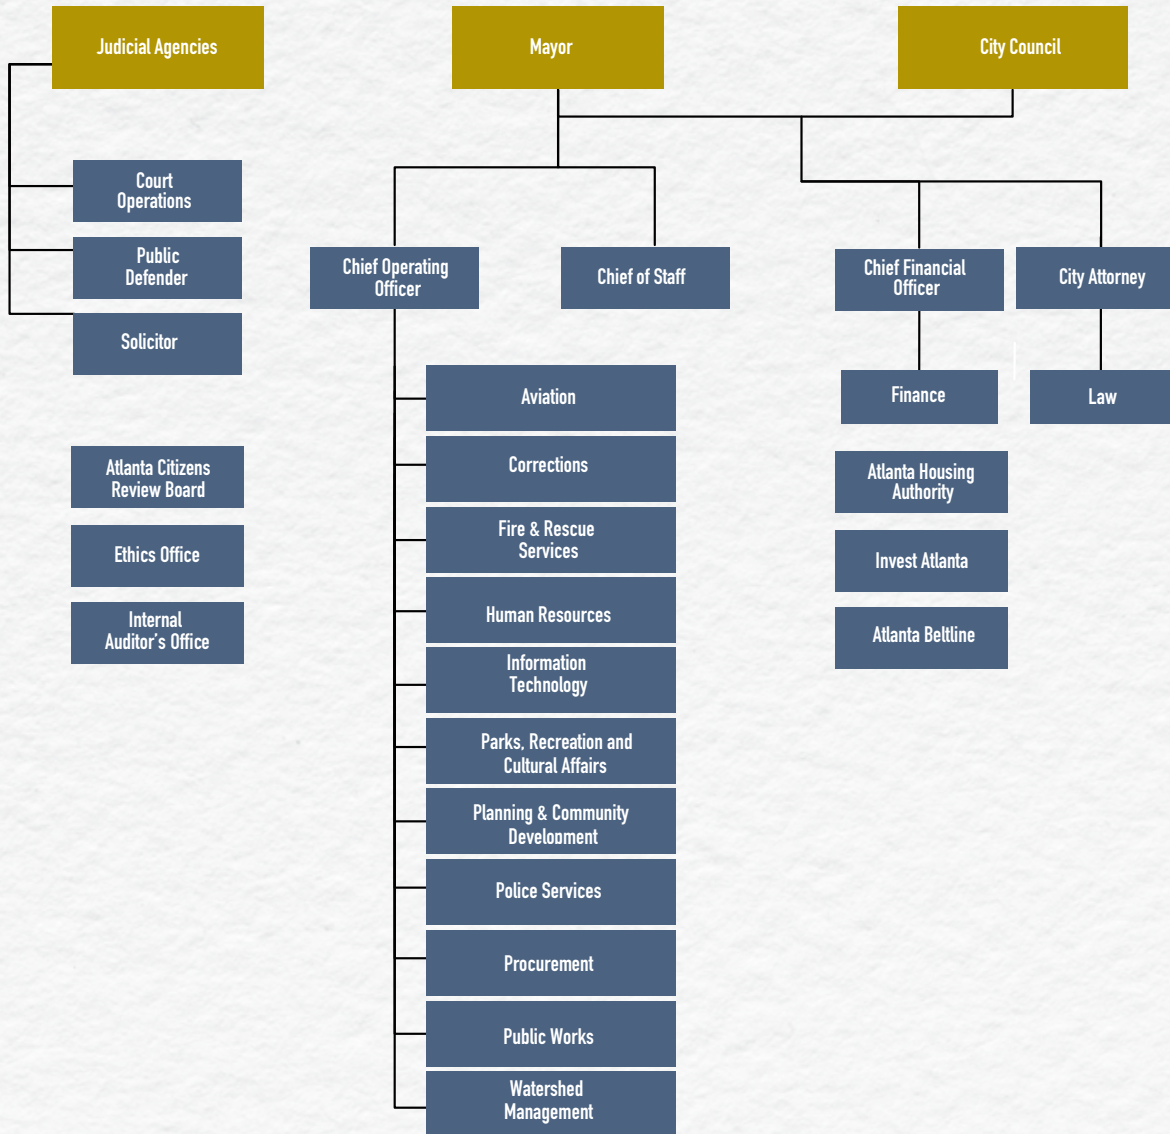 Judicial Agencies
Mayor
City Council
Court
Operations
Public
Defender
Solicitor
Atlanta Citizens
Review Board
Ethics Office
Internal
Auditor's Office
Chief Operating
Officer
Chief of Staff
Aviation
Corrections
Fire & Rescue
Services
Human Resources
Information
Technology
Parks, Recreation and
Cultural Affairs
Planning & Community
Development
Police Services
Procurement
Public Works
Watershed
Management
Chief Financial
Officer
City Attorney
Finance
Law
Atlanta Housing
Authority
Invest Atlanta
Atlanta Beltline